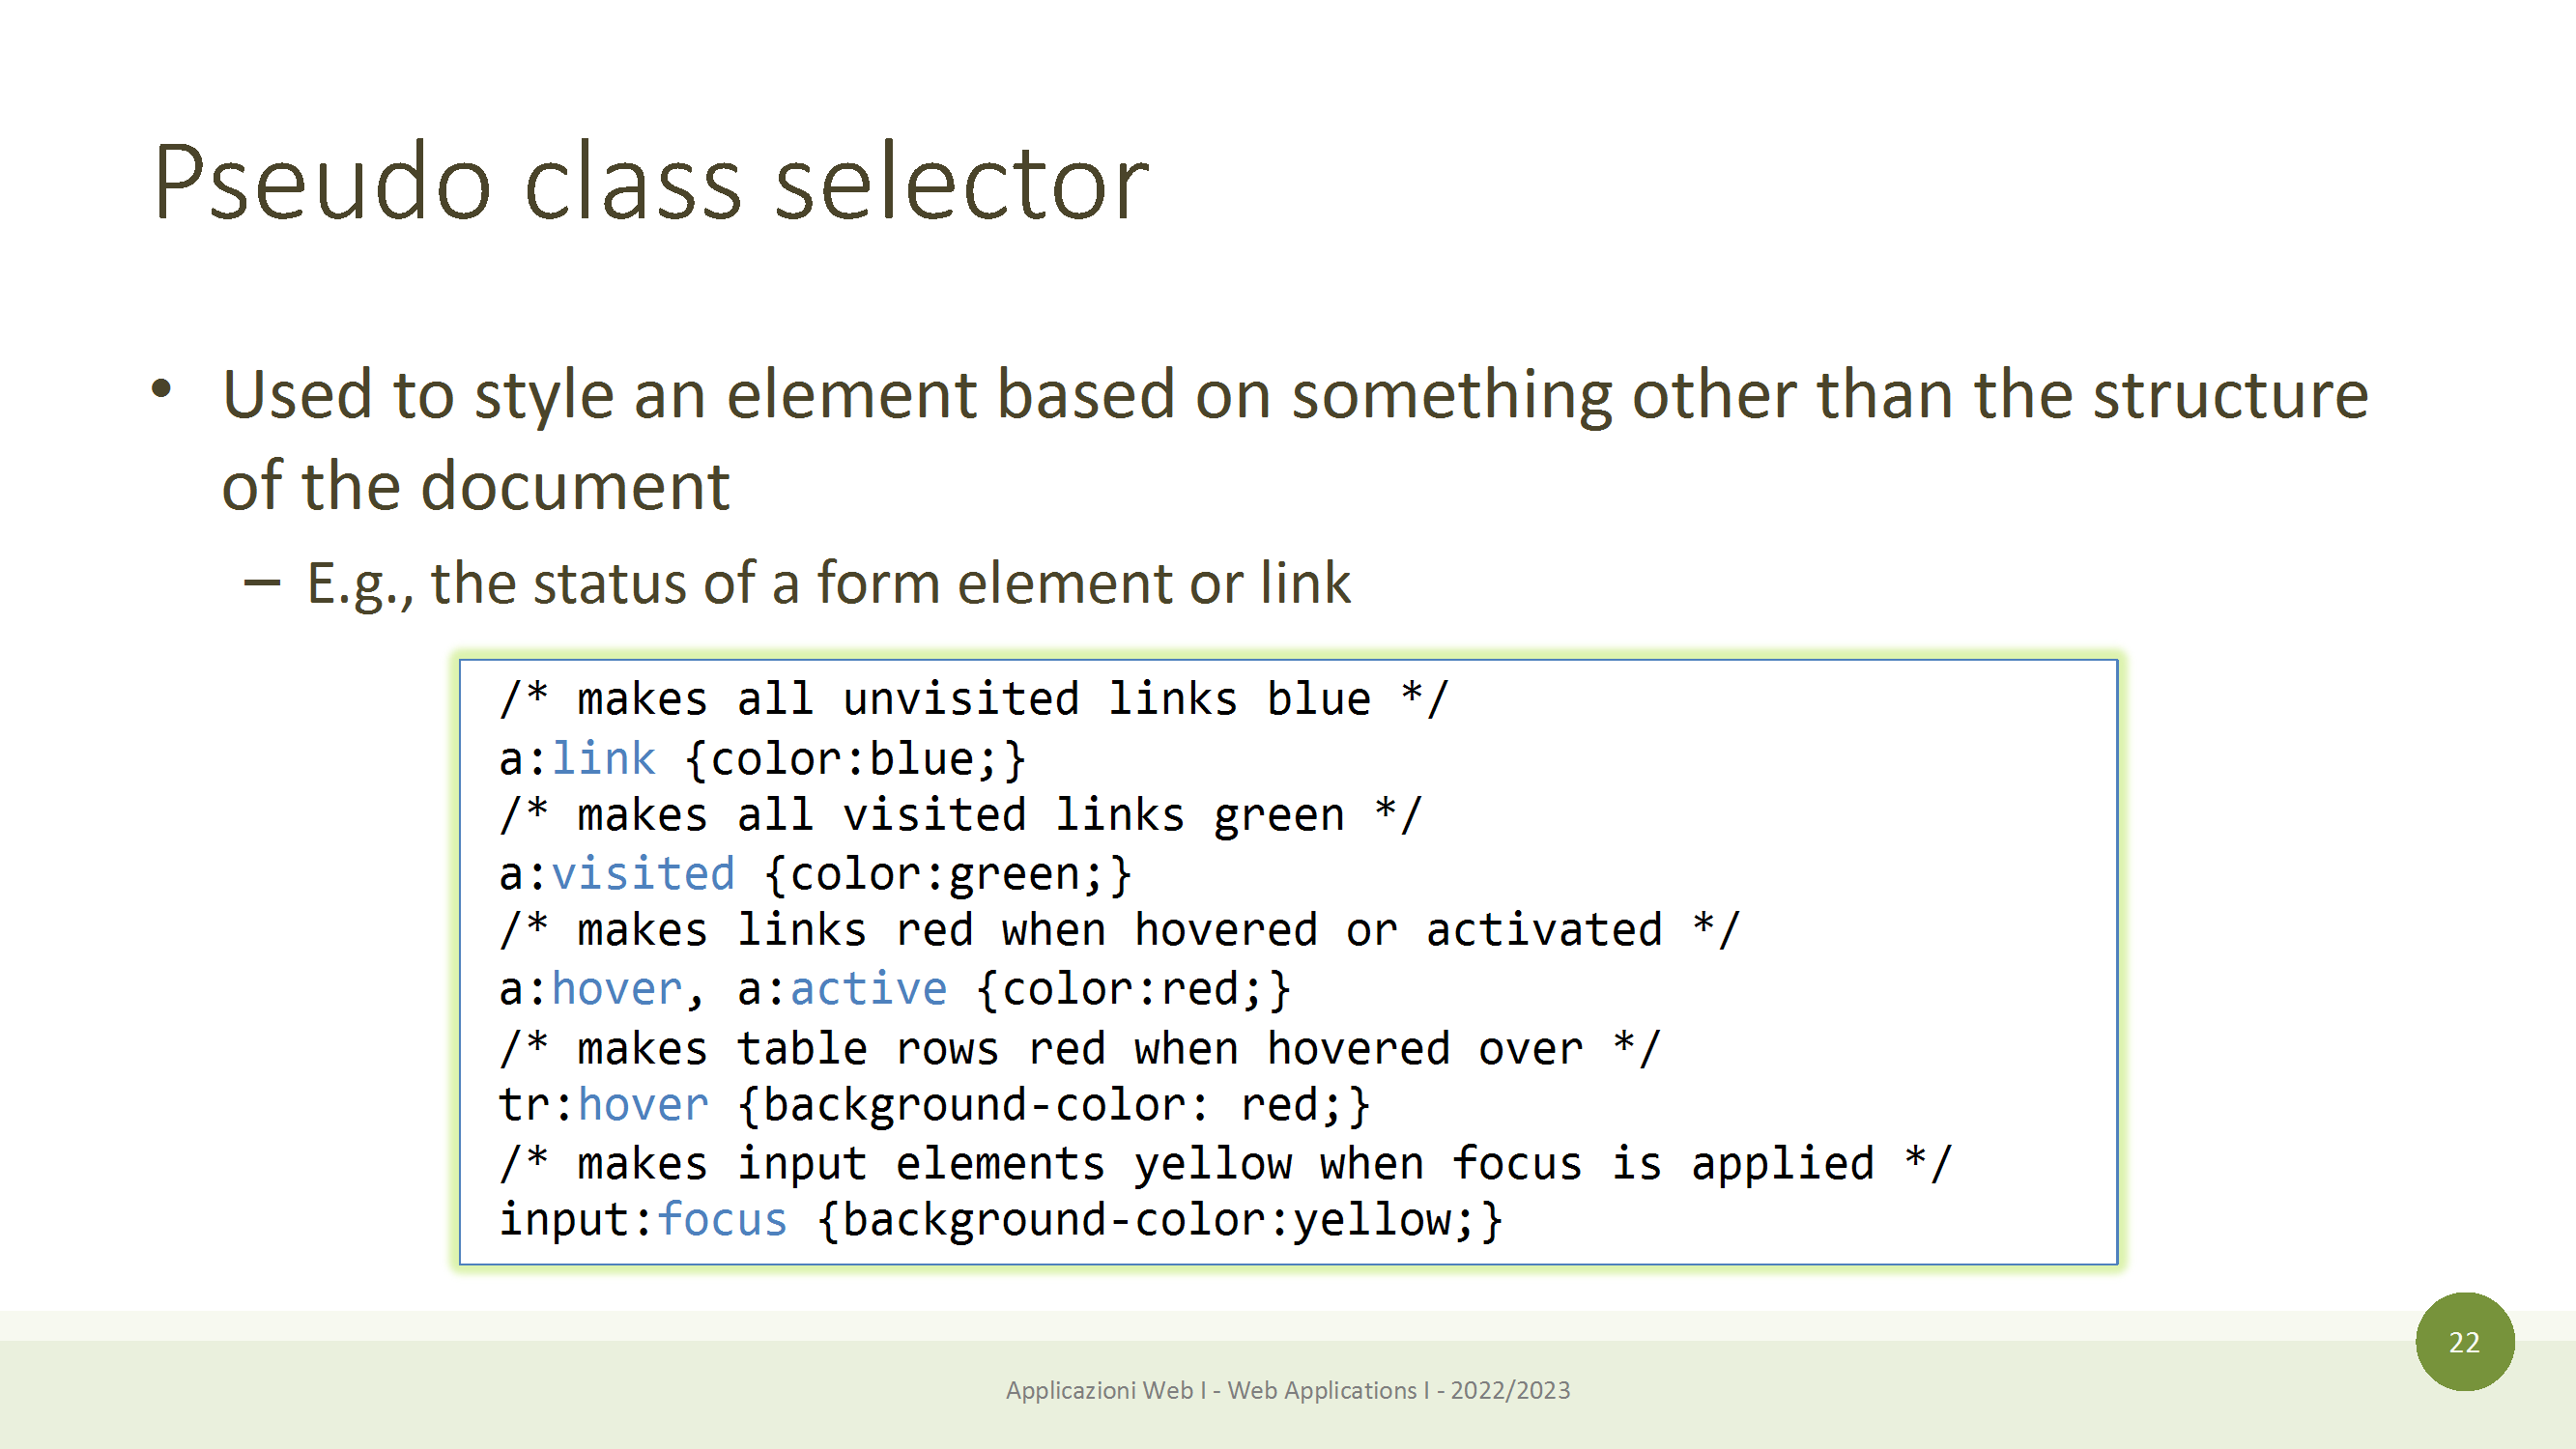 Pseudo class selector
• Used to style an element based on something other than the structure
of the document
– E.g., the status of a form element or link
/* makes all unvisited links blue */
a:link {color:blue;}
/* makes all visited links green */
a:visited {color:green;}
/* makes links red when hovered or activated */
a:hover, a:active {color:red;}
/* makes table rows red when hovered over */
tr:hover {background-color: red;}
/* makes input elements yellow when focus is applied */
input:focus {background-color:yellow;}
22
Applicazioni Web I - Web Applications I - 2022/2023